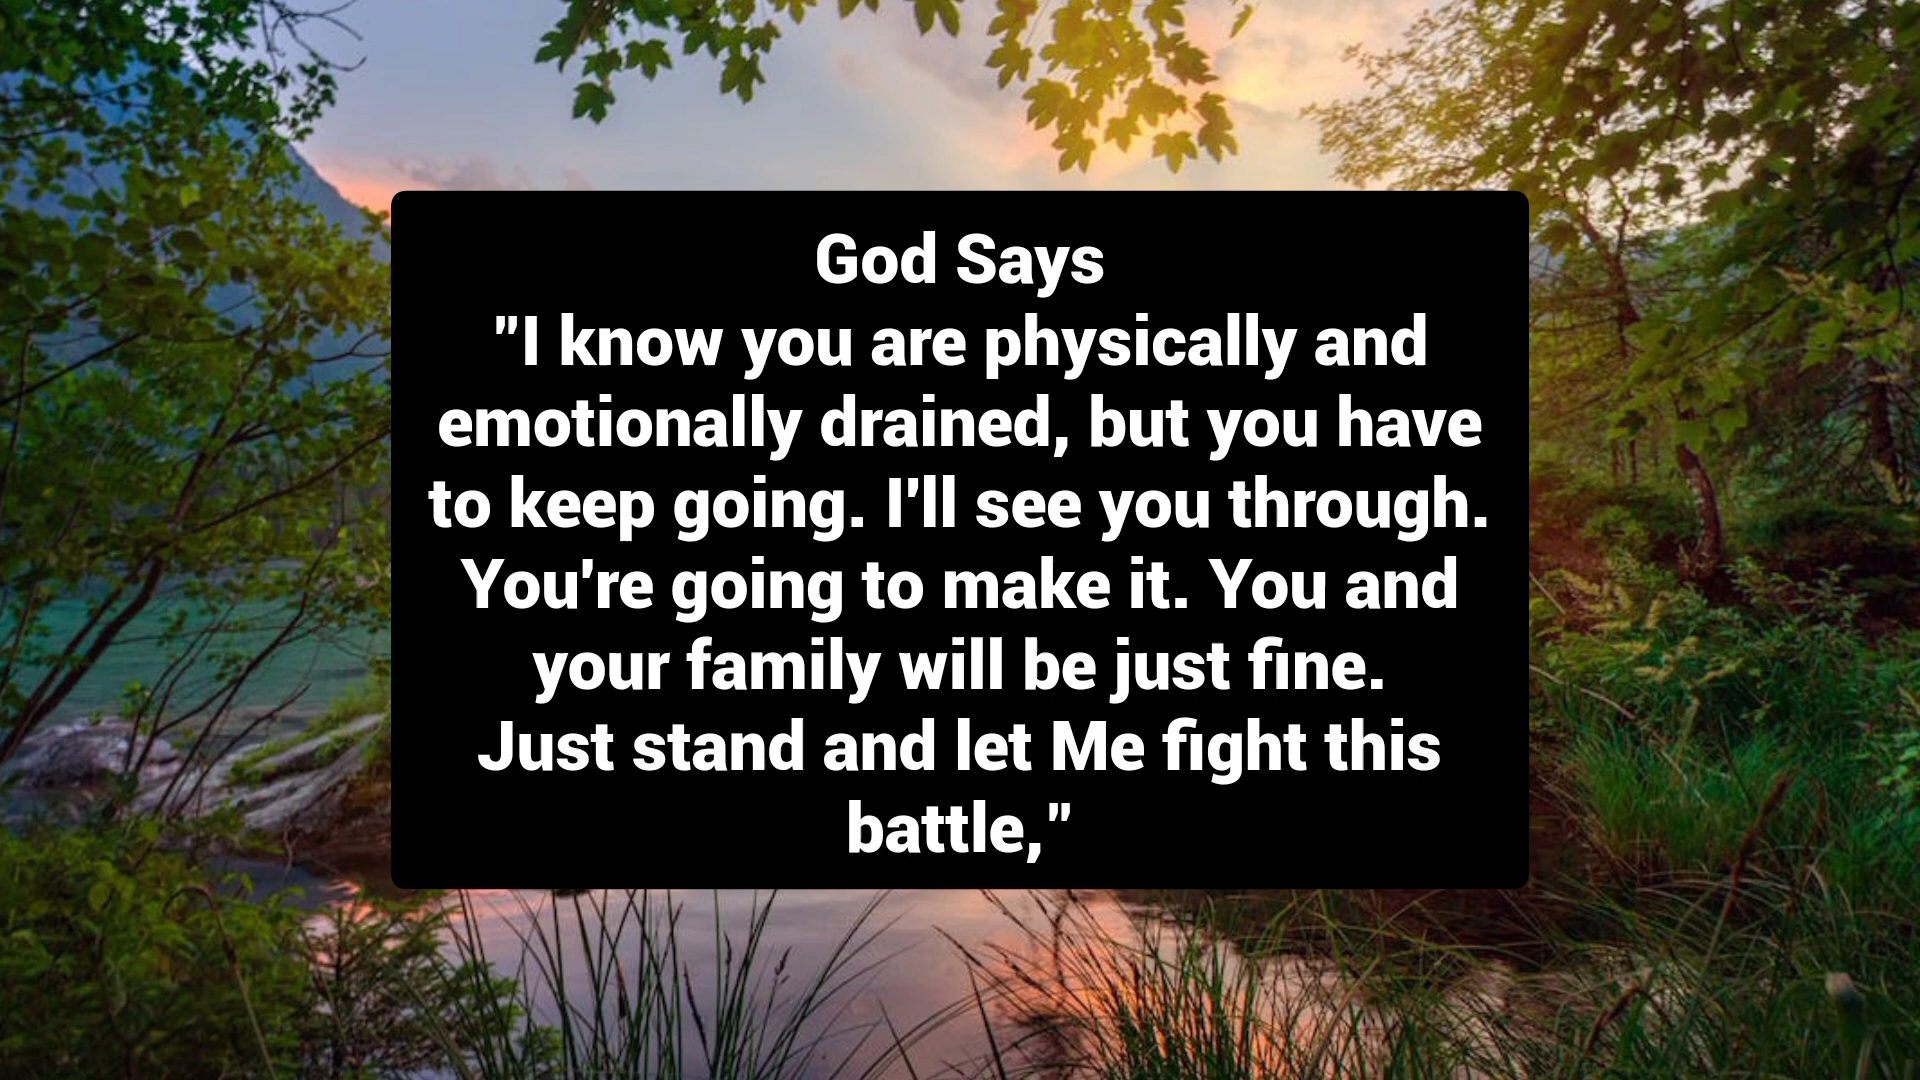 God Says
"I know you are physically and
emotionally drained, but you have
to keep going. I'll see you through.
You're going to make it. You and
your family will be just fine.
Just stand and let Me fight this
battle,"